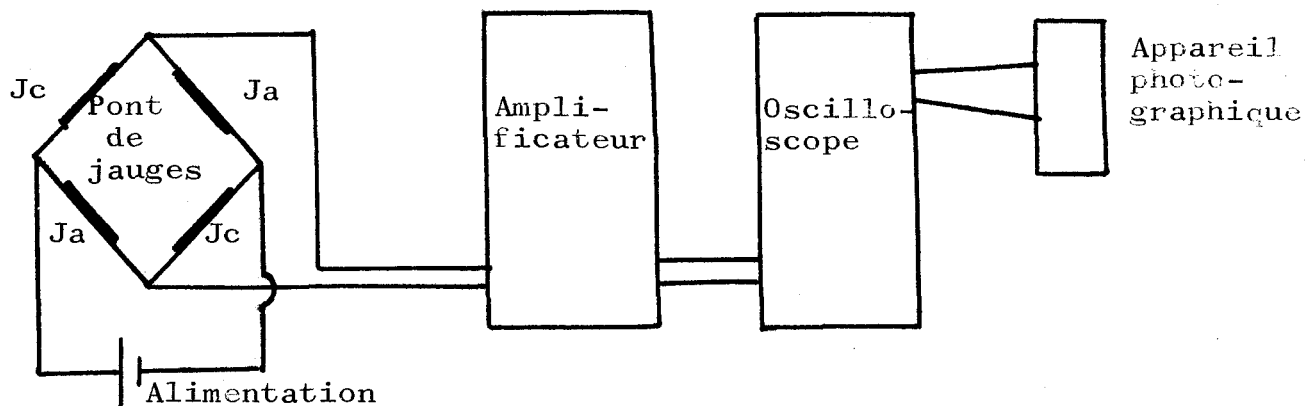 Jc
Ja
Pont
de
jauges
Ja
Jc
Alimentation
Ampli-
ficateur
Oscillo-
scope
Appareil
photo-
graphique